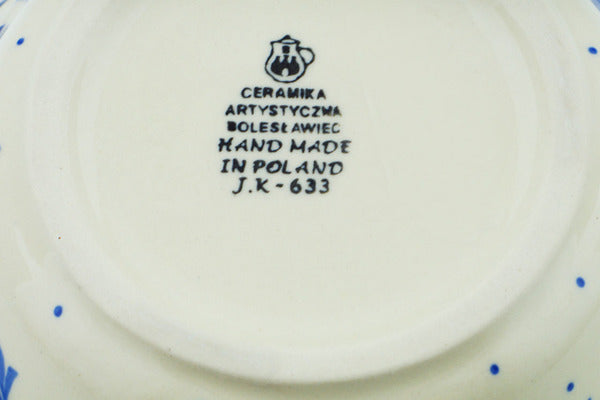 CERAMIKA
ARTYSTYCZNA
BOLESŁAWIEC
HAND MADE
IN POLAND
J.K-633